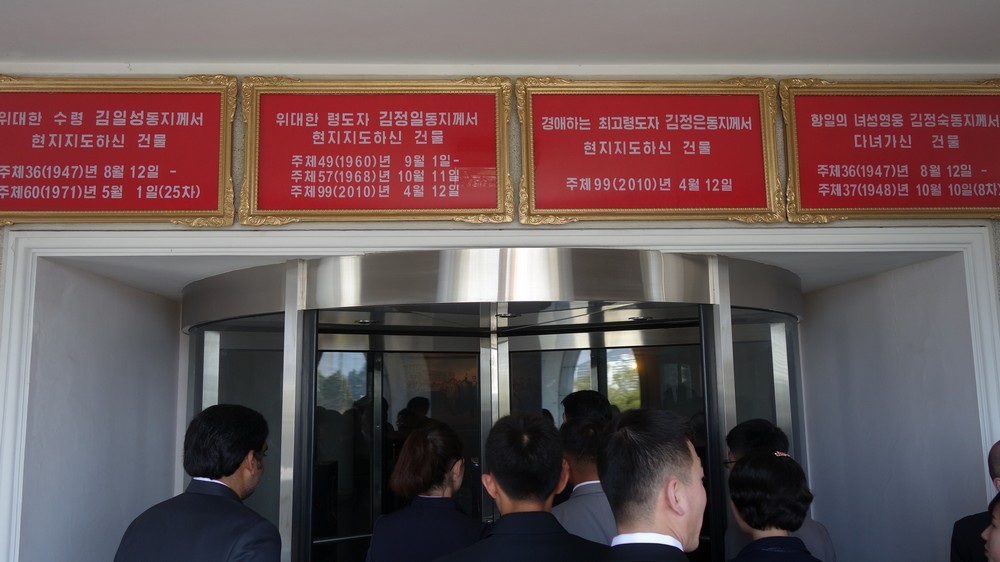 위대한 수령 김일성동지께서
현지지도하신 건물
주체36(1947)년 8월 12일 -
주체60(1971)년 5월 1일(25차)
위대한 령도자 김정일동지께서
현지지도하신 건물
주체49(1960)년 9월 1일 -
주체57(1968)년 10월 11일
주체99(2010)년 4월 12일
경애하는 최고령도자 김정은동지께서
현지지도하신 건물
주체99(2010)년 4월 12일
항일의 녀성영웅 김정숙동지께서
다녀가신 건물
주체36(1947)년 8월 12일 -
주체37(1948)년 10월 10일(8차)